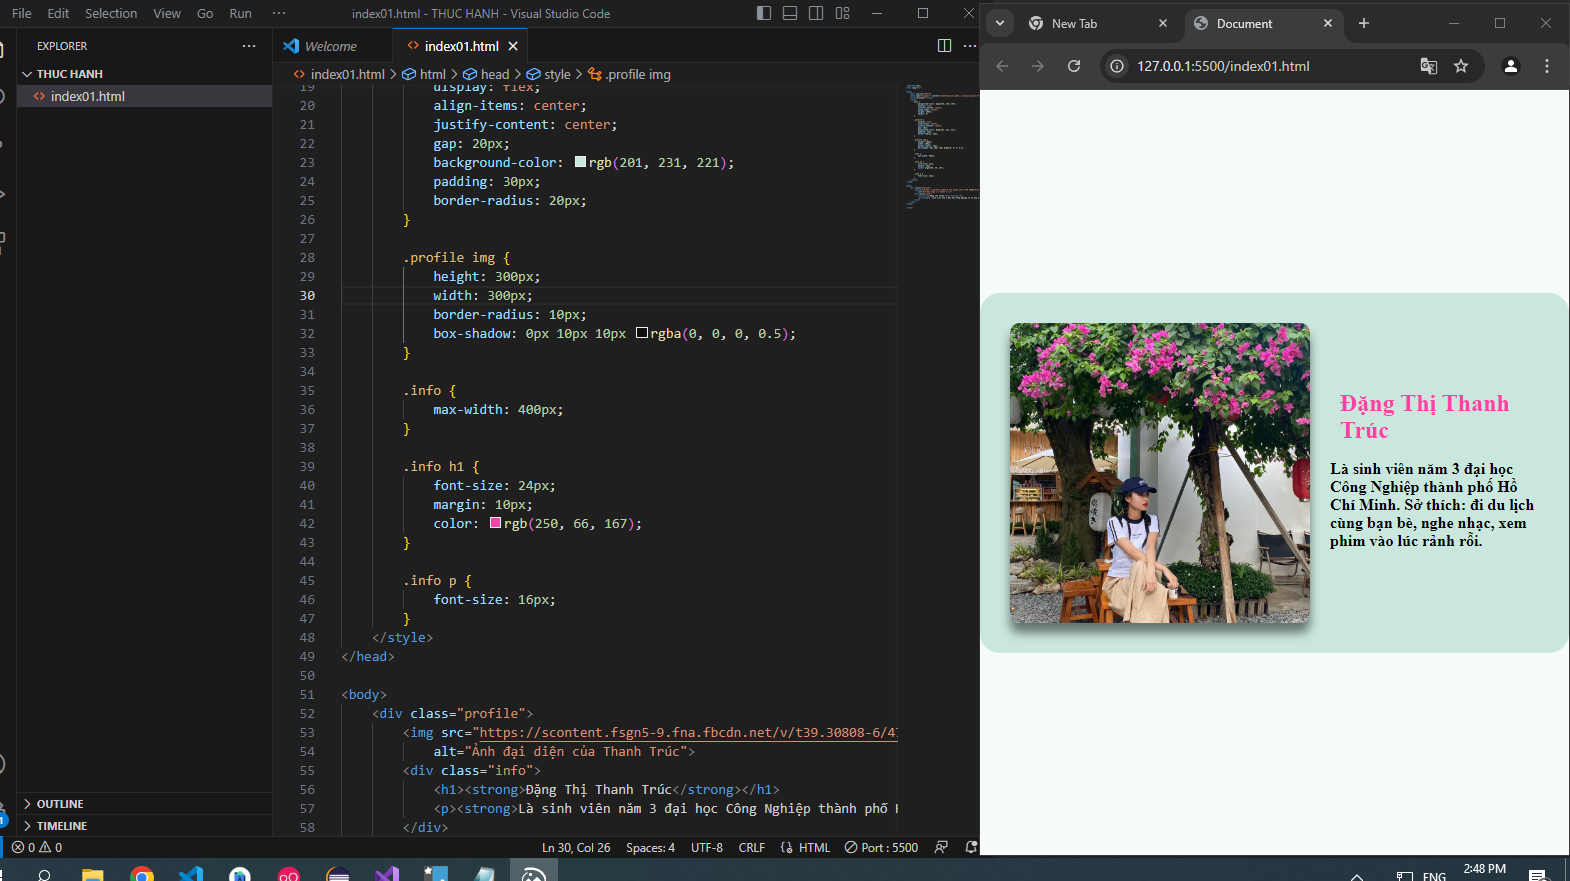 File Edit Selection View Go Run ··· index01.html - THUC HANH - Visual Studio Code
EXPLORER ···
THUC HANH
index01.html
OUTLINE
TIMELINE
Welcome index01.html
index01.html > html > head > style > .profile img
19 display: flex;
20 align-items: center;
21 justify-content: center;
22 gap: 20px;
23 background-color: rgb(201, 231, 221);
24 padding: 30px;
25 border-radius: 20px;
26 }
27
28 .profile img {
29 height: 300px;
30 width: 300px;
31 border-radius: 10px;
32 box-shadow: 0px 10px 10px rgba(0, 0, 0, 0.5);
33 }
34
35 .info {
36 max-width: 400px;
37 }
38
39 .info h1 {
40 font-size: 24px;
41 margin: 10px;
42 color: rgb(250, 66, 167);
43 }
44
45 .info p {
46 font-size: 16px;
47 }
48 </style>
49 </head>
50
51 <body>
52 <div class="profile">
53 <img src="https://scontent.fsgn5-9.fna.fbcdn.net/v/t39.30808-6/4
54 alt="Ảnh đại diện của Thanh Trúc">
55 <div class="info">
56 <h1><strong>Đặng Thị Thanh Trúc</strong></h1>
57 <p><strong>Là sinh viên năm 3 đại học Công Nghiệp thành phố
58 </div>
0 0 Ln 30, Col 26 Spaces: 4 UTF-8 CRLF HTML Port : 5500
New Tab Document
127.0.0.1:5500/index01.html
Đặng Thị Thanh
Trúc
Là sinh viên năm 3 đại học
Công Nghiệp thành phố Hồ
Chí Minh. Sở thích: đi du lịch
cùng bạn bè, nghe nhạc, xem
phim vào lúc rảnh rỗi.
ENG 2:48 PM